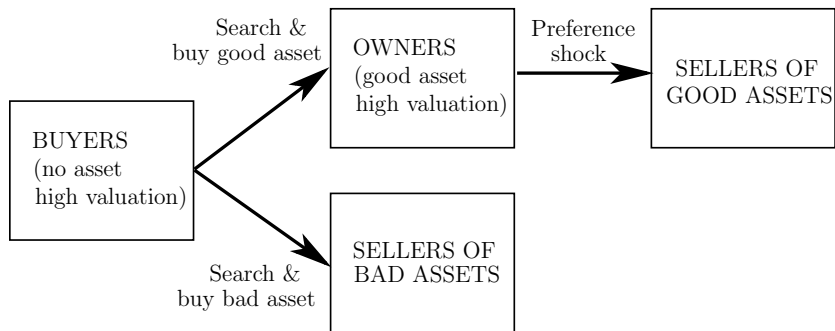 Search &
buy good asset
OWNERS
(good asset
high valuation)
Preference
shock
SELLERS OF
GOOD ASSETS
BUYERS
(no asset
high valuation)
Search &
buy bad asset
SELLERS OF
BAD ASSETS